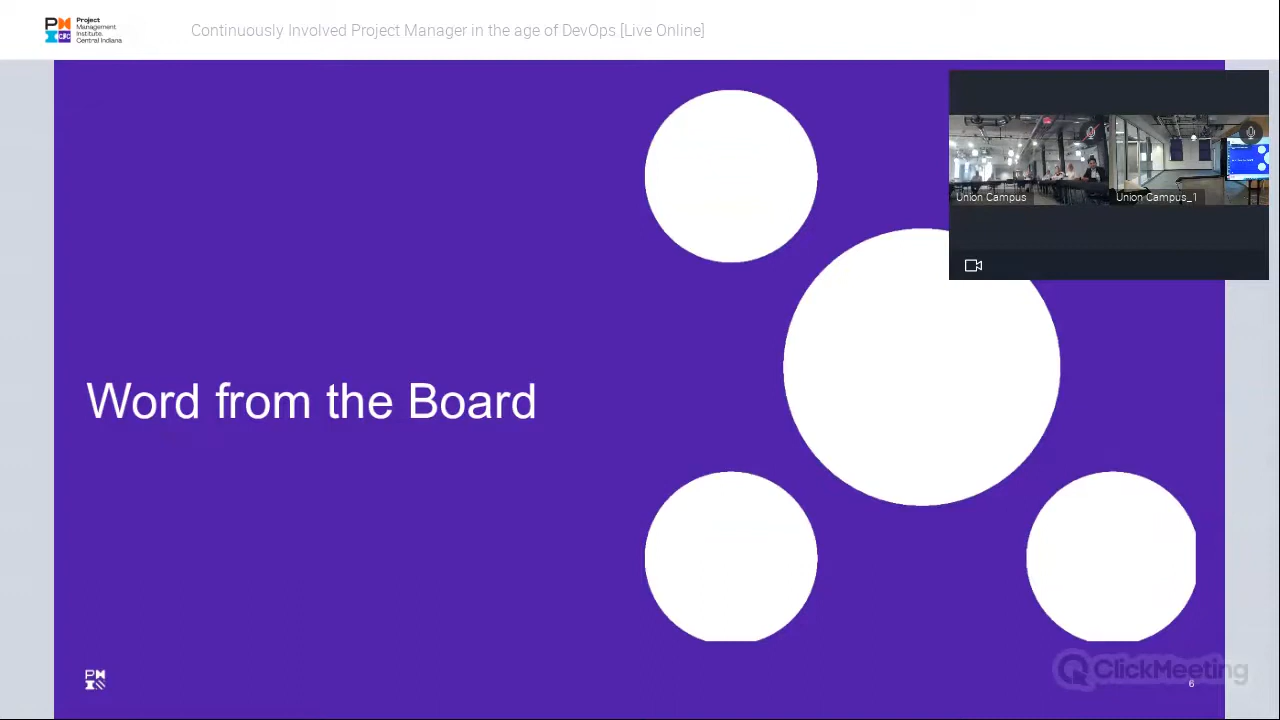 Project
Management
Institute.
Central Indiana
Continuously Involved Project Manager in the age of DevOps [Live Online]
Union Campus
Union Campus_1
Word from the Board
ClickMeeting
6